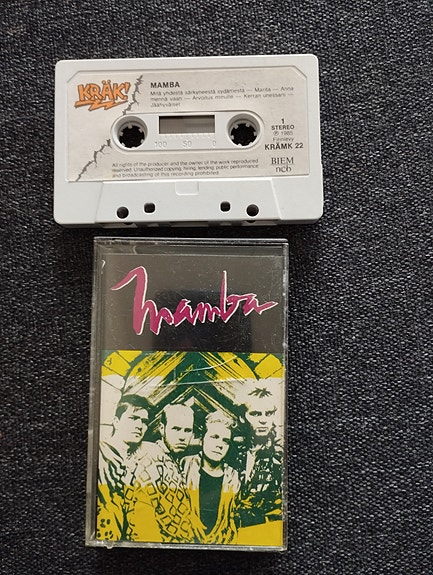 KRÄK!
MAMBA
Mitä yhdestä särkyneestä sydämestä — Marita — Anna
mennä vaan — Arvoitus minulle — Kerran unessani —
Jäähyväiset
1
STEREO
℗ 1985
Finnlevy
KRÄMK 22
100 50 0
All rights of the producer and the owner of the work reproduced
reserved. Unauthorized copying, hiring, lending, public performance
and broadcasting of this recording prohibited.
BIEM
ncb
Mamba